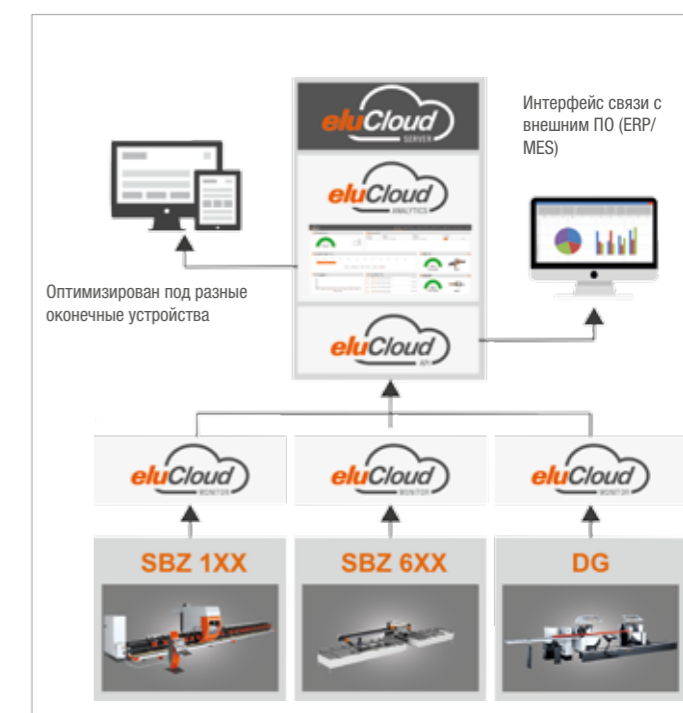 eluCloud
SERVER
Интерфейс связи с
внешним ПО (ERP/
MES)
eluCloud
ANALYTICS
Оптимизирован под разные
оконечные устройства
eluCloud
API
eluCloud
MONITOR
eluCloud
MONITOR
eluCloud
MONITOR
SBZ 1XX
SBZ 6XX
DG